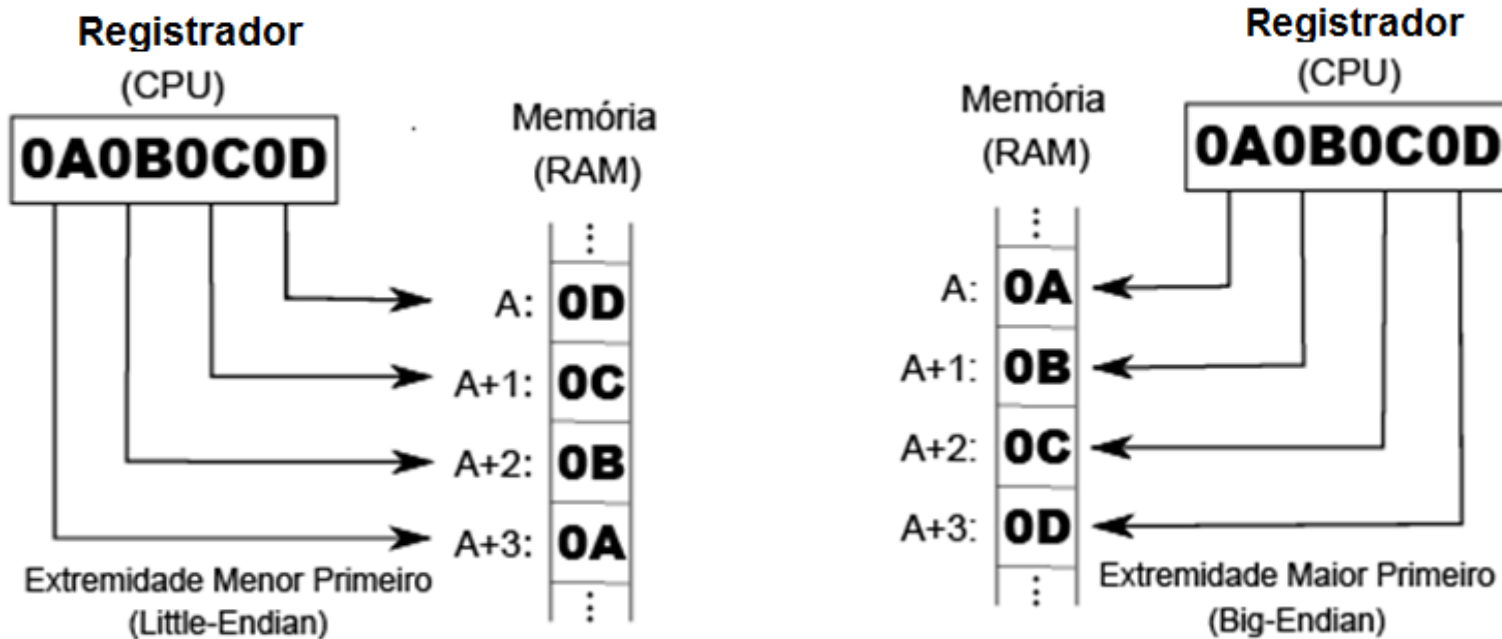 Registrador
(CPU)
0A0B0C0D
Memória
(RAM)
⋮
A: 0D
A+1: 0C
A+2: 0B
A+3: 0A
⋮
Extremidade Menor Primeiro
(Little-Endian)
Registrador
(CPU)
0A0B0C0D
Memória
(RAM)
⋮
A: 0A
A+1: 0B
A+2: 0C
A+3: 0D
⋮
Extremidade Maior Primeiro
(Big-Endian)